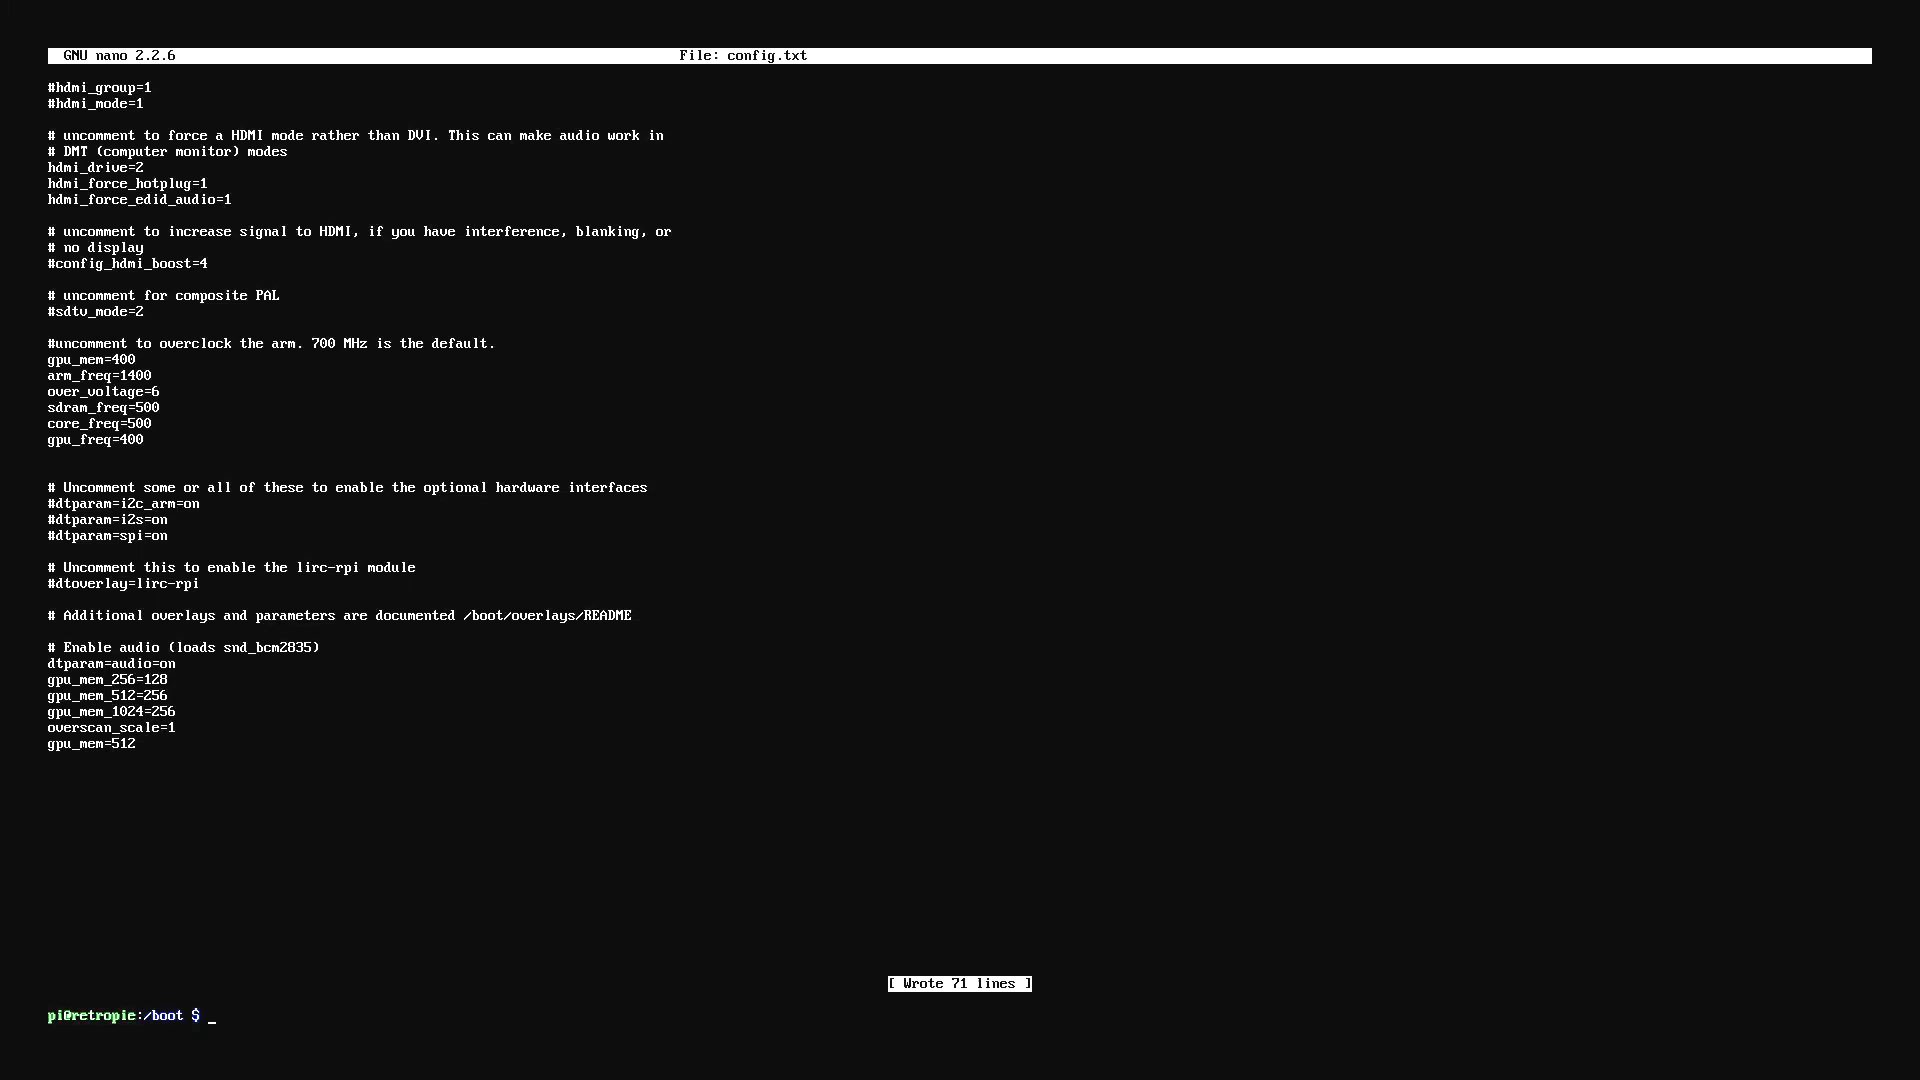 GNU nano 2.2.6 File: config.txt
#hdmi_group=1
#hdmi_mode=1
# uncomment to force a HDMI mode rather than DVI. This can make audio work in
# DMT (computer monitor) modes
hdmi_drive=2
hdmi_force_hotplug=1
hdmi_force_edid_audio=1
# uncomment to increase signal to HDMI, if you have interference, blanking, or
# no display
#config_hdmi_boost=4
# uncomment for composite PAL
#sdtv_mode=2
#uncomment to overclock the arm. 700 MHz is the default.
gpu_mem=400
arm_freq=1400
over_voltage=6
sdram_freq=500
core_freq=500
gpu_freq=400
# Uncomment some or all of these to enable the optional hardware interfaces
#dtparam=i2c_arm=on
#dtparam=i2s=on
#dtparam=spi=on
# Uncomment this to enable the lirc-rpi module
#dtoverlay=lirc-rpi
# Additional overlays and parameters are documented /boot/overlays/README
# Enable audio (loads snd_bcm2835)
dtparam=audio=on
gpu_mem_256=128
gpu_mem_512=256
gpu_mem_1024=256
overscan_scale=1
gpu_mem=512
[ Wrote 71 lines ]
pi@retropie:/boot $ _